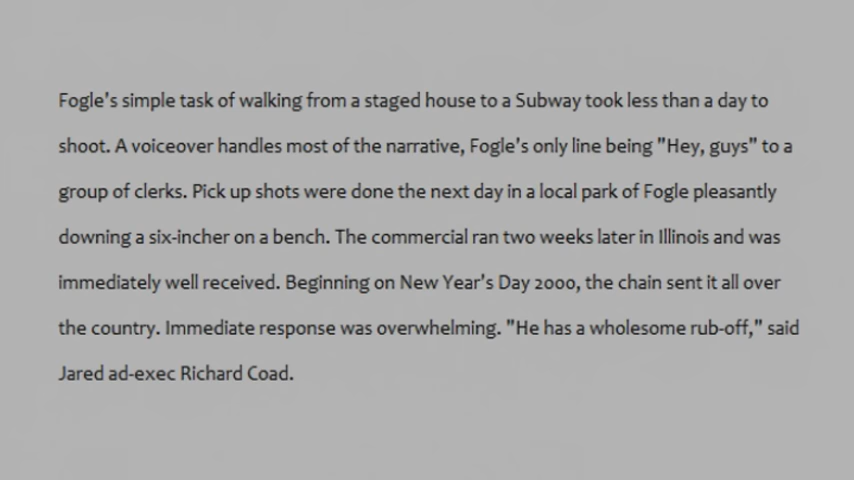 Fogle's simple task of walking from a staged house to a Subway took less than a day to
shoot. A voiceover handles most of the narrative, Fogle's only line being "Hey, guys" to a
group of clerks. Pick up shots were done the next day in a local park of Fogle pleasantly
downing a six-incher on a bench. The commercial ran two weeks later in Illinois and was
immediately well received. Beginning on New Year's Day 2000, the chain sent it all over
the country. Immediate response was overwhelming. "He has a wholesome rub-off," said
Jared ad-exec Richard Coad.